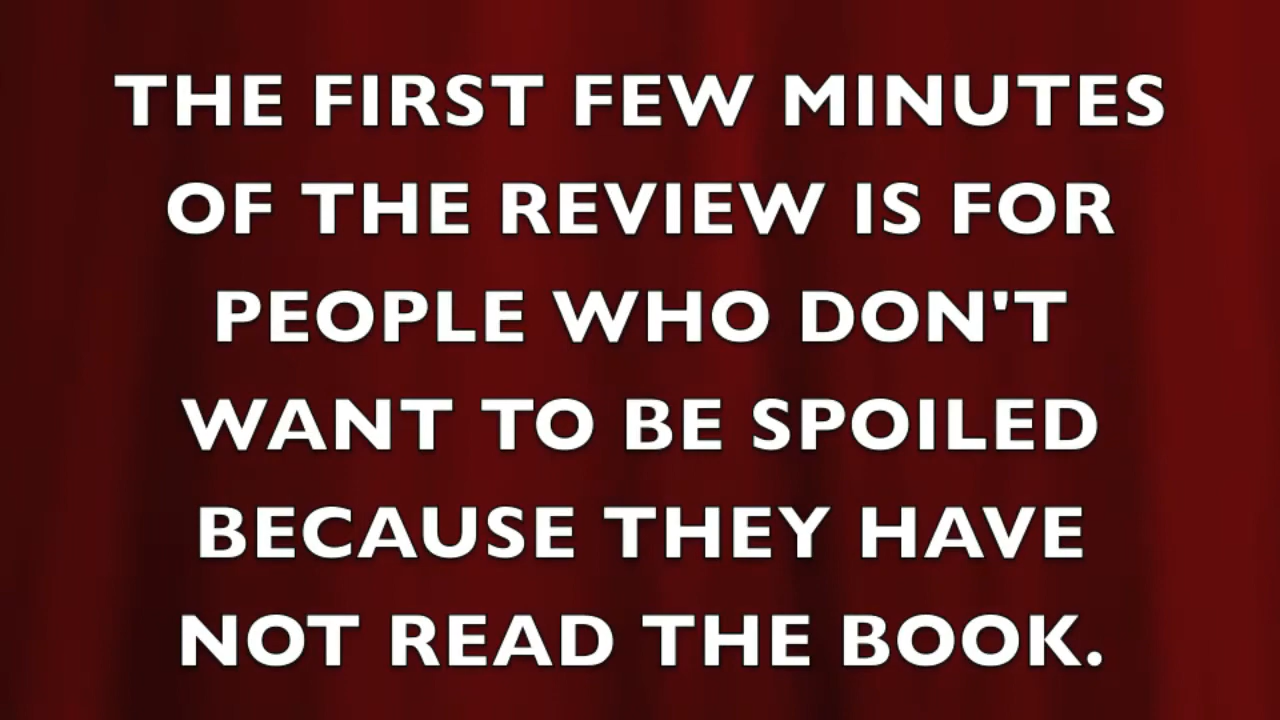 THE FIRST FEW MINUTES
OF THE REVIEW IS FOR
PEOPLE WHO DON'T
WANT TO BE SPOILED
BECAUSE THEY HAVE
NOT READ THE BOOK.